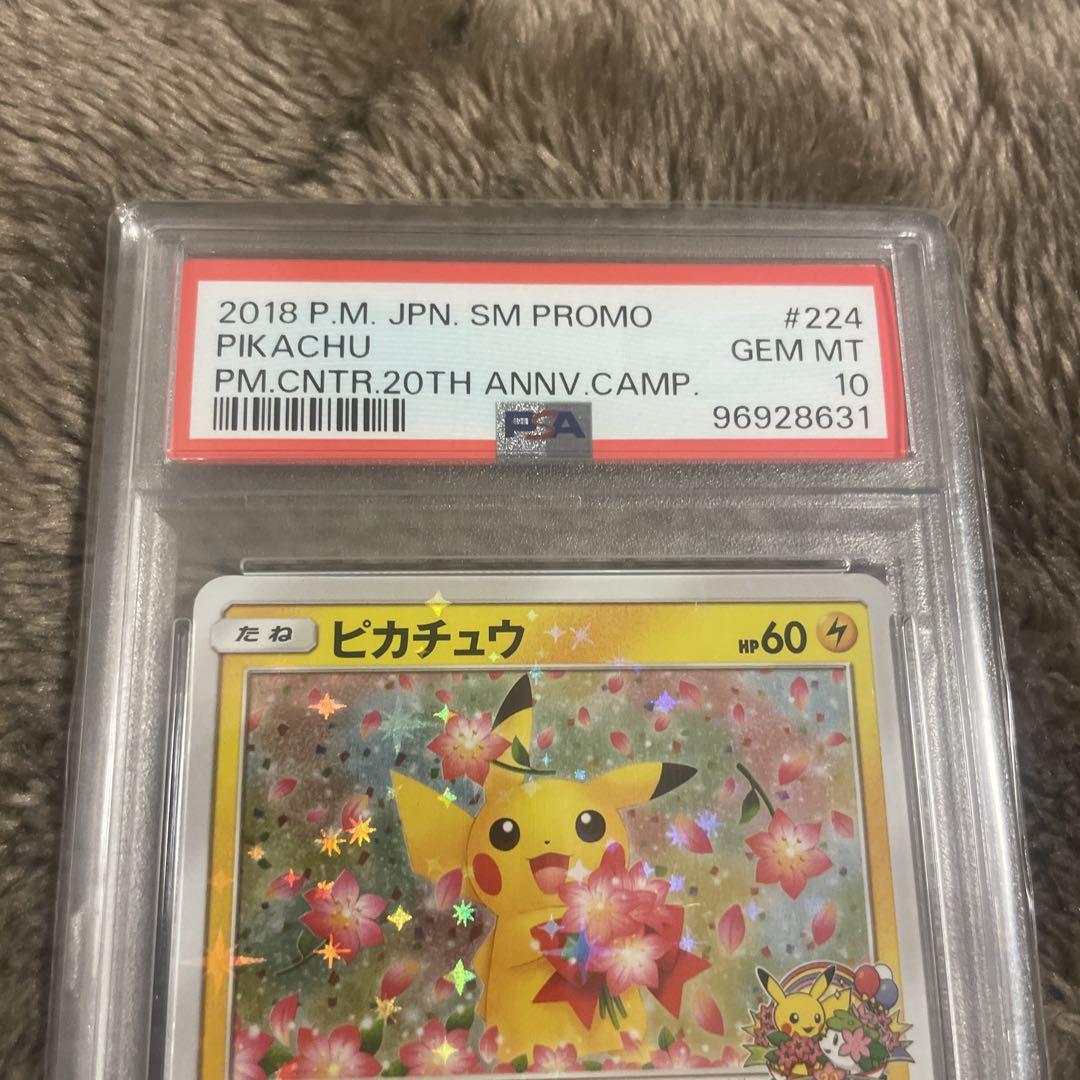 2018 P.M. JPN. SM PROMO #224
PIKACHU GEM MT
PM.CNTR.20TH ANNV.CAMP. 10
PSA 96928631
たね ピカチュウ HP60
20